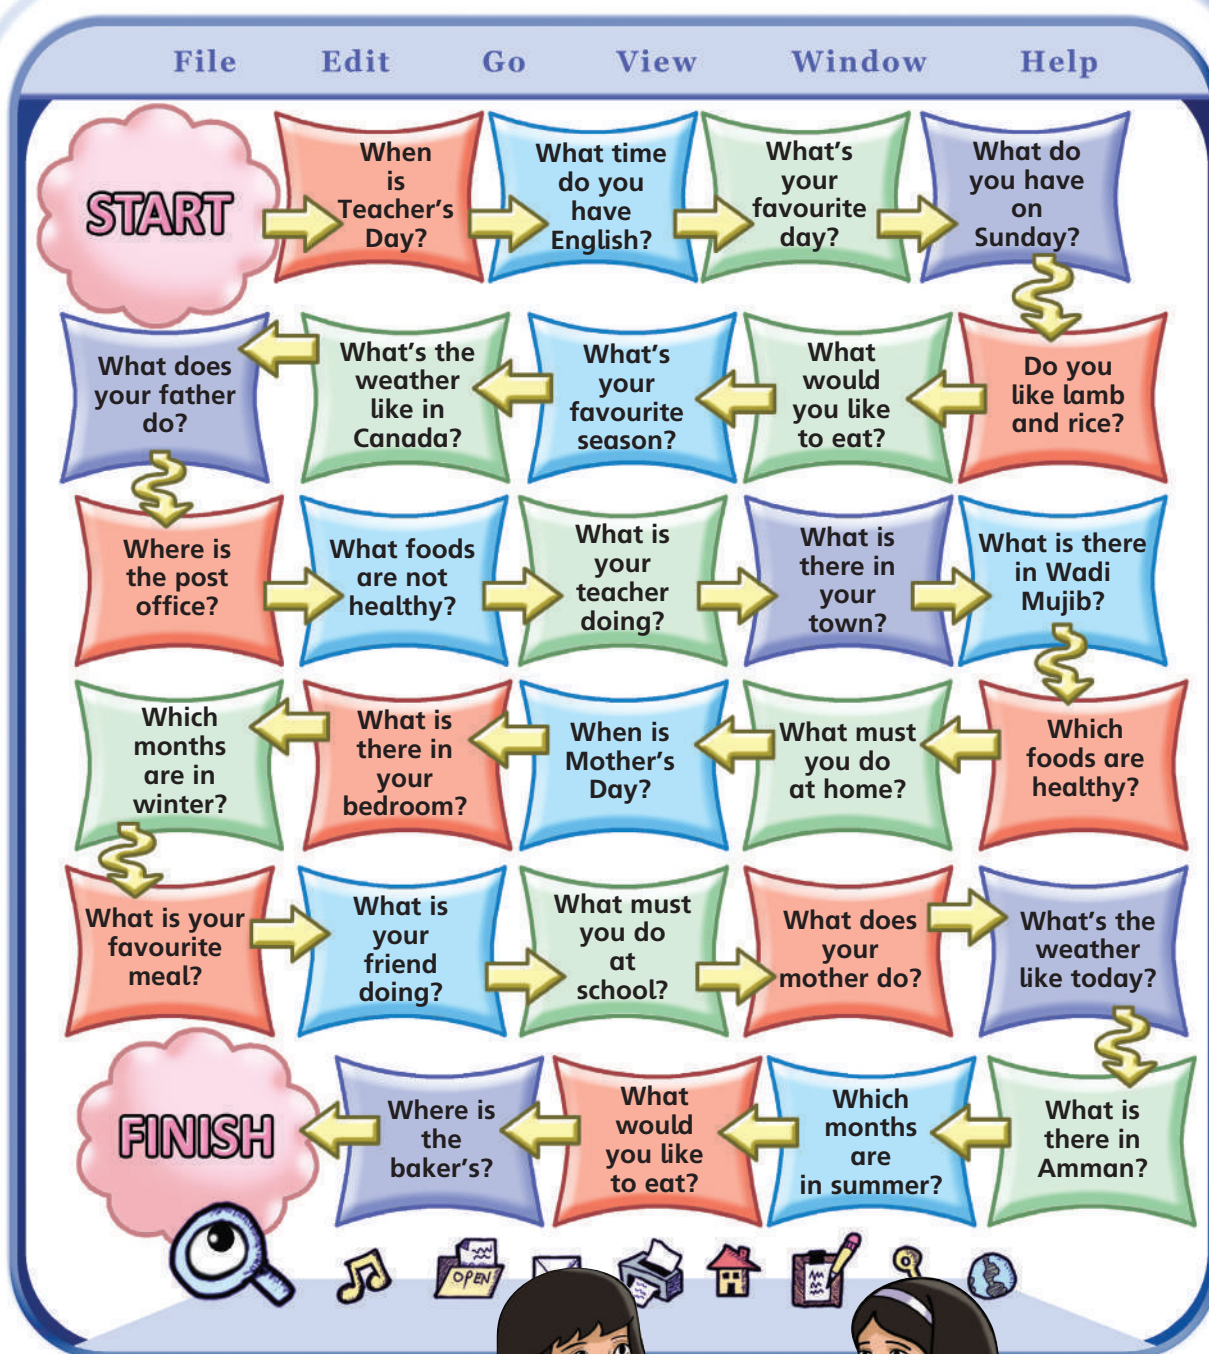 File Edit Go View Window Help
START
When
is
Teacher's
Day?
What time
do you
have
English?
What's
your
favourite
day?
What do
you have
on
Sunday?
Do you
like lamb
and rice?
What
would
you like
to eat?
What's
your
favourite
season?
What's the
weather
like in
Canada?
What does
your father
do?
Where is
the post
office?
What foods
are not
healthy?
What is
your
teacher
doing?
What is
there in
your
town?
What is there
in Wadi
Mujib?
Which
foods are
healthy?
What must
you do
at home?
When is
Mother's
Day?
What is
there in
your
bedroom?
Which
months
are in
winter?
What is your
favourite
meal?
What is
your
friend
doing?
What must
you do
at
school?
What does
your
mother do?
What's the
weather
like today?
What is
there in
Amman?
Which
months
are
in summer?
What
would
you like
to eat?
Where is
the
baker's?
FINISH
OPEN